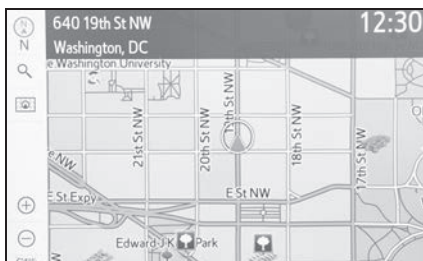 640 19th St NW
12:30
Washington, DC
N
N
e Washington University
21st St NW
20th St NW
19th St NW
18th St NW
17th St NW
e NW
E St Expy
E St NW
Edward J K Park